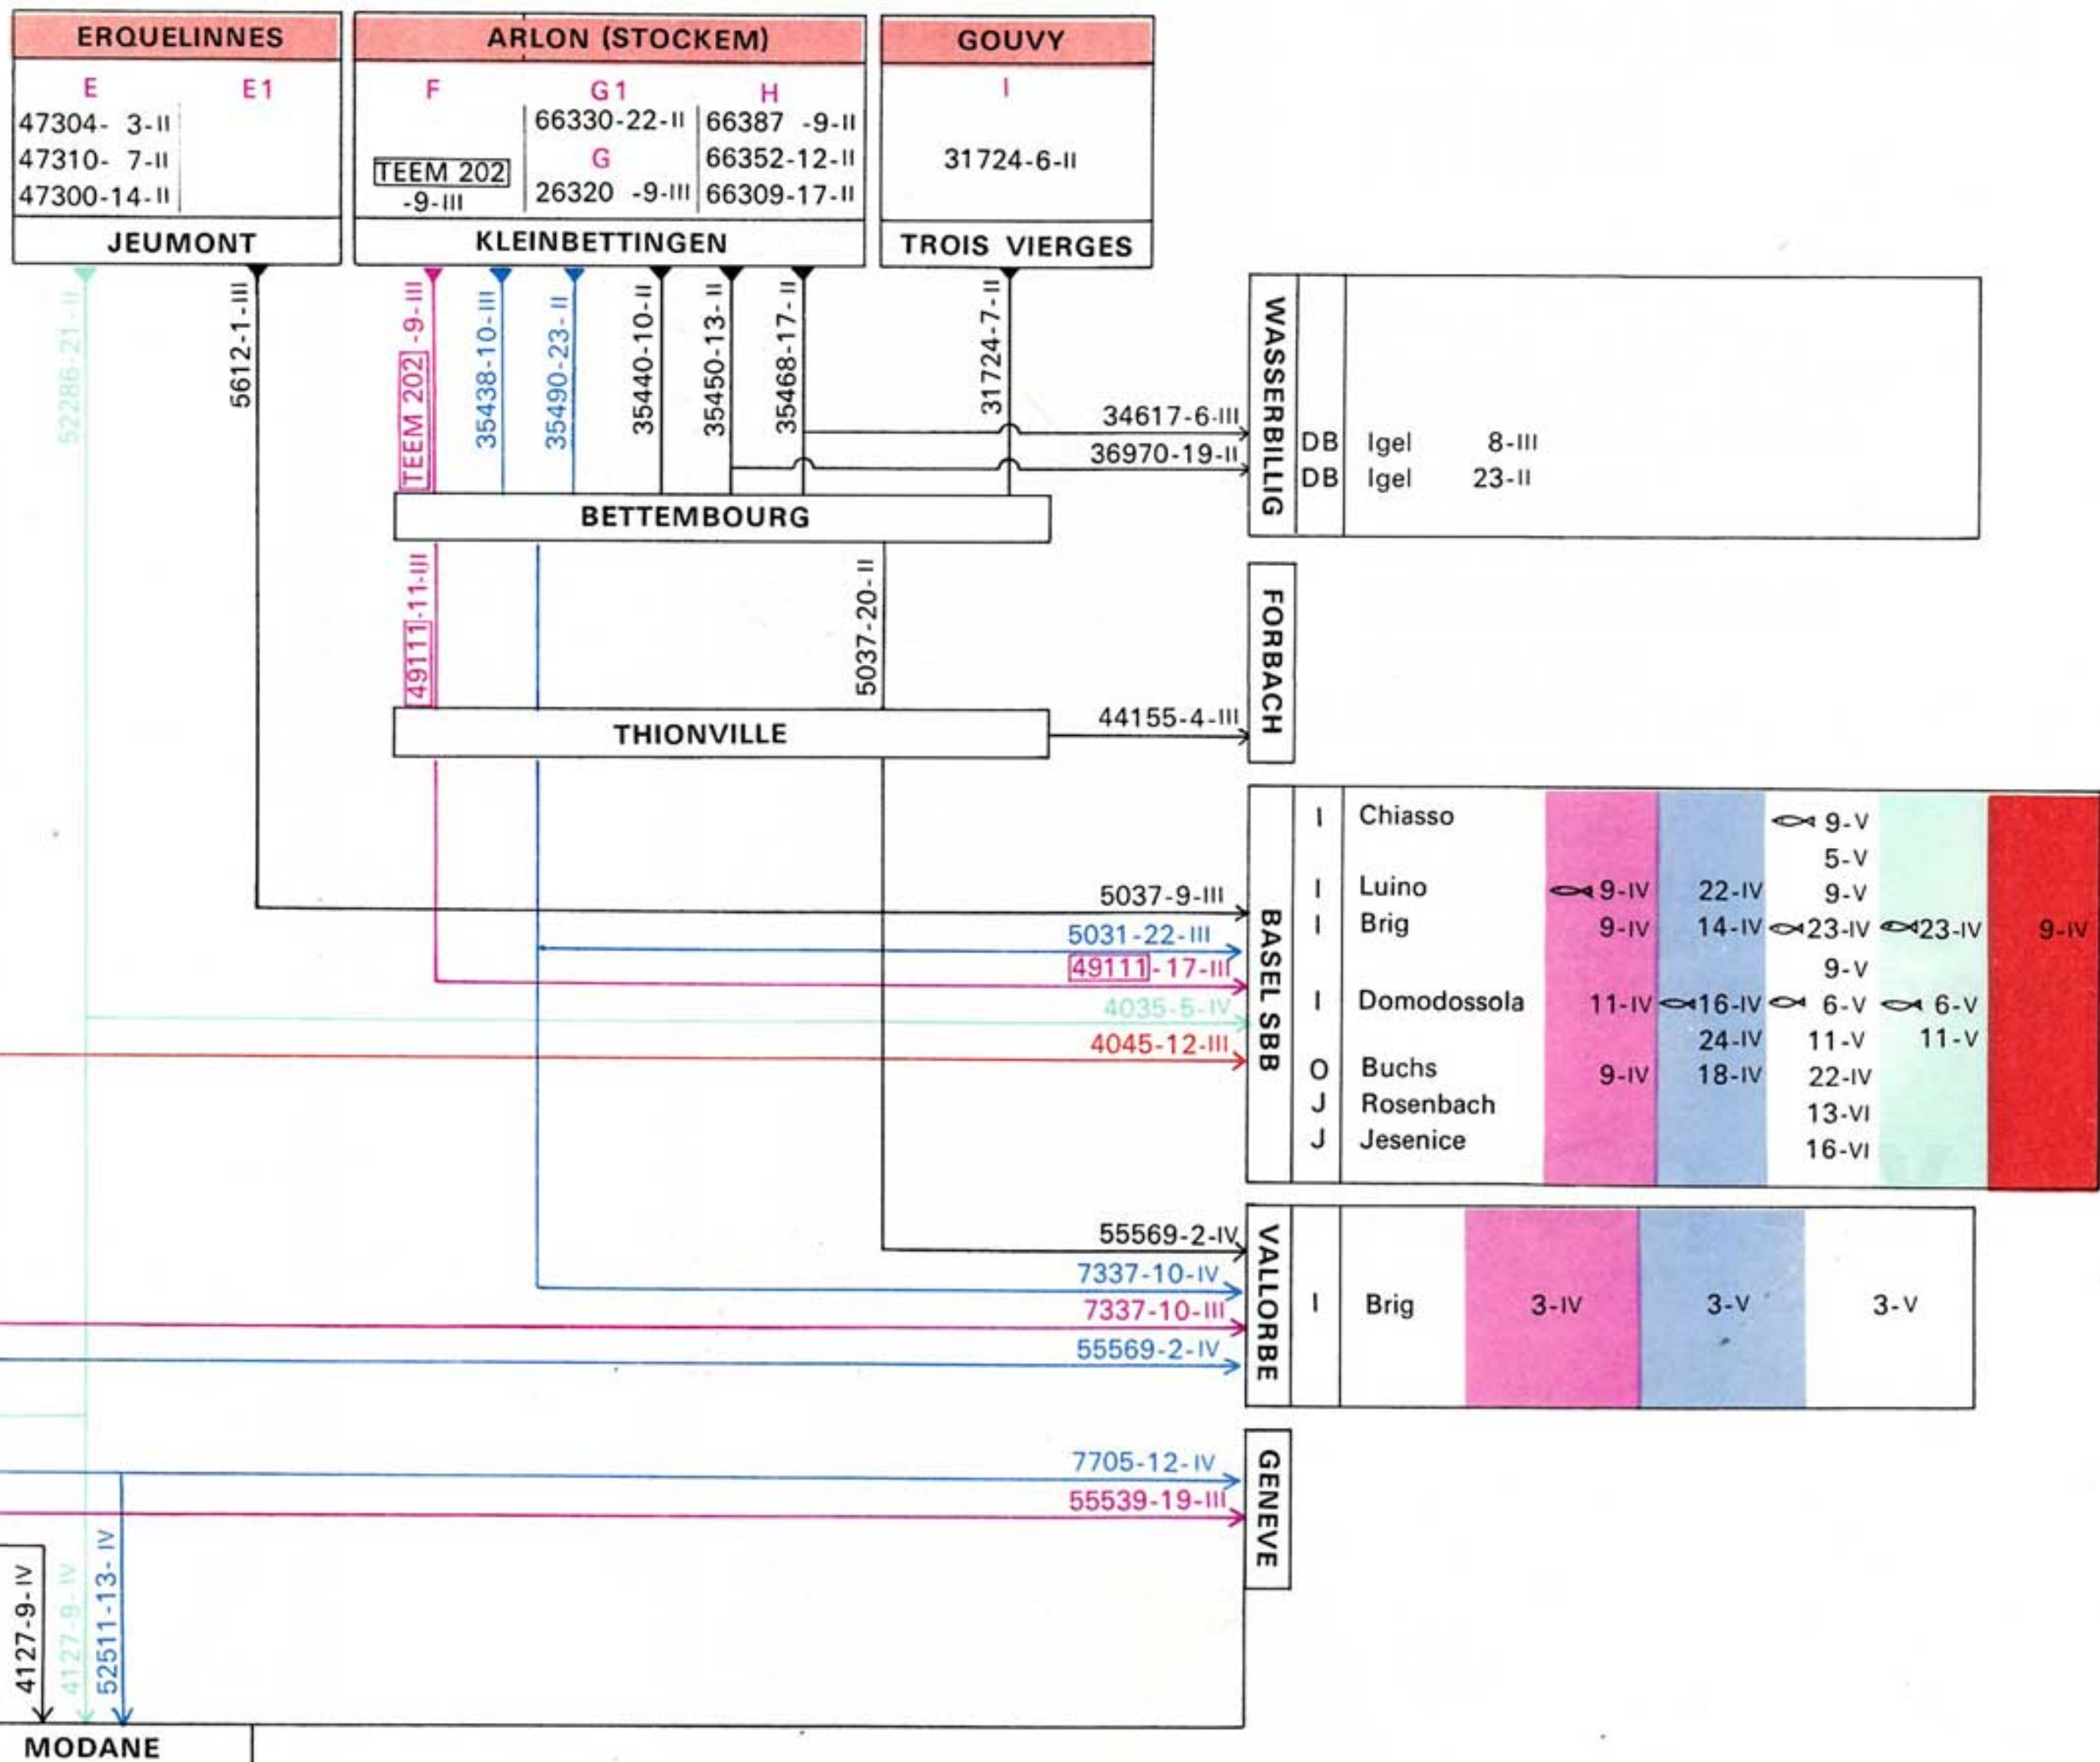 ERQUELINNES
E E1
47304- 3-II
47310- 7-II
47300-14-II
JEUMONT
ARLON (STOCKEM)
F G1 H
66330-22-II 66387 -9-II
G 66352-12-II
TEEM 202
-9-III
26320 -9-III 66309-17-II
KLEINBETTINGEN
GOUVY
I
31724-6-II
TROIS VIERGES
52286-21-II
5612-1-III
TEEM 202 -9-III
35438-10-III
35490-23-II
35440-10-II
35450-13-II
35468-17-II
31724-7-II
34617-6-III
36970-19-II
WASSERBILLIG
DB Igel 8-III
DB Igel 23-II
BETTEMBOURG
49111-11-III
5037-20-II
THIONVILLE
44155-4-III
FORBACH
5037-9-III
5031-22-III
49111-17-III
4035-5-IV
4045-12-III
BASEL SBB
I Chiasso 9-V
5-V
I Luino 9-IV 22-IV 9-V
I Brig 9-IV 14-IV 23-IV 23-IV 9-IV
9-V
I Domodossola 11-IV 16-IV 6-V 6-V
24-IV 11-V 11-V
O Buchs 9-IV 18-IV 22-IV
J Rosenbach 13-VI
J Jesenice 16-VI
55569-2-IV
7337-10-IV
7337-10-III
55569-2-IV
VALLORBE
I Brig 3-IV 3-V 3-V
7705-12-IV
55539-19-III
GENEVE
4127-9-IV
4127-9-IV
52511-13-IV
MODANE